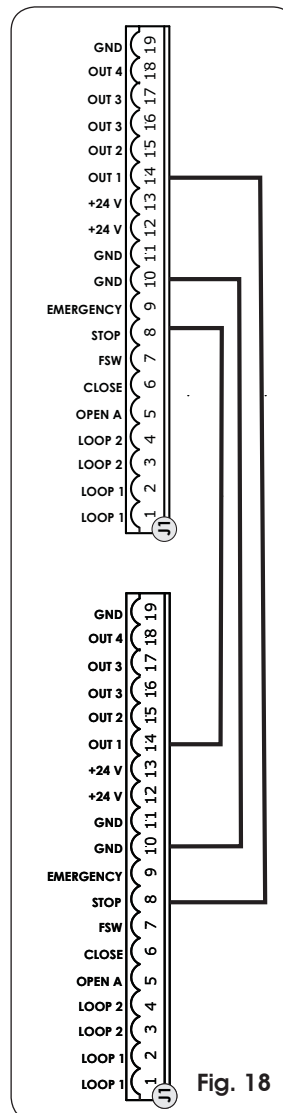 GND 19
OUT 4 18
OUT 3 17
OUT 3 16
OUT 2 15
OUT 1 14
+24 V 13
+24 V 12
GND 11
GND 10
EMERGENCY 9
STOP 8
FSW 7
CLOSE 6
OPEN A 5
LOOP 2 4
LOOP 2 3
LOOP 1 2
LOOP 1 1
J1
GND 19
OUT 4 18
OUT 3 17
OUT 3 16
OUT 2 15
OUT 1 14
+24 V 13
+24 V 12
GND 11
GND 10
EMERGENCY 9
STOP 8
FSW 7
CLOSE 6
OPEN A 5
LOOP 2 4
LOOP 2 3
LOOP 1 2
LOOP 1 1
J1
Fig. 18